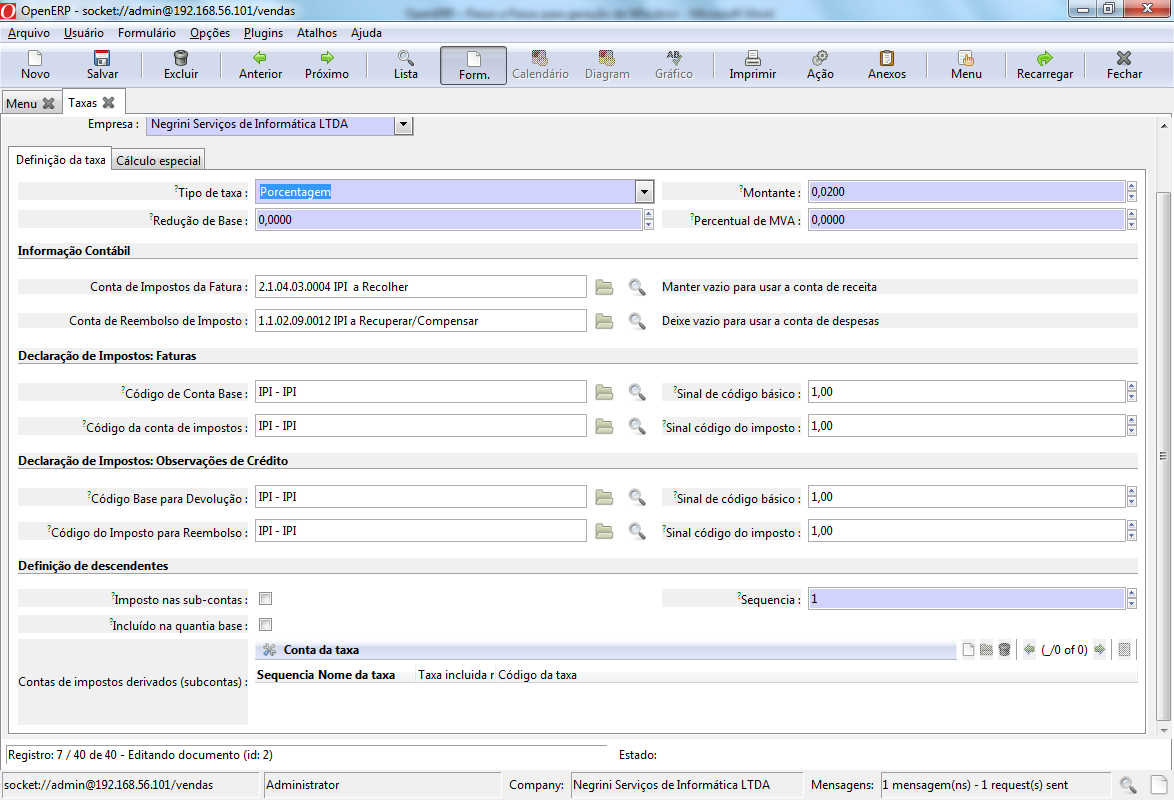 OpenERP - socket://admin@192.168.56.101/vendas
Arquivo Usuário Formulário Opções Plugins Atalhos Ajuda
Novo Salvar Excluir Anterior Próximo Lista Form. Calendário Diagram Gráfico Imprimir Ação Anexos Menu Recarregar Fechar
Menu Taxas
Empresa : Negrini Serviços de Informática LTDA
Definição da taxa Cálculo especial
?Tipo de taxa : Porcentagem ?Montante : 0,0200
?Redução de Base : 0,0000 ?Percentual de MVA : 0,0000
Informação Contábil
Conta de Impostos da Fatura : 2.1.04.03.0004 IPI  a Recolher Manter vazio para usar a conta de receita
Conta de Reembolso de Imposto : 1.1.02.09.0012 IPI a Recuperar/Compensar Deixe vazio para usar a conta de despesas
Declaração de Impostos: Faturas
?Código de Conta Base : IPI - IPI ?Sinal de código básico : 1,00
?Código da conta de impostos : IPI - IPI ?Sinal código do imposto : 1,00
Declaração de Impostos: Observações de Crédito
?Código Base para Devolução : IPI - IPI ?Sinal de código básico : 1,00
?Código do Imposto para Reembolso : IPI - IPI ?Sinal código do imposto : 1,00
Definição de descendentes
?Imposto nas sub-contas : ?Sequencia : 1
?Incluído na quantia base :
Conta da taxa (_/0 of 0)
Sequencia Nome da taxa Taxa incluida r Código da taxa
Contas de impostos derivados (subcontas) :
Registro: 7 / 40 de 40 - Editando documento (id: 2) Estado:
socket://admin@192.168.56.101/vendas Administrator Company: Negrini Serviços de Informática LTDA Mensagens: 1 mensagem(ns) - 1 request(s) sent